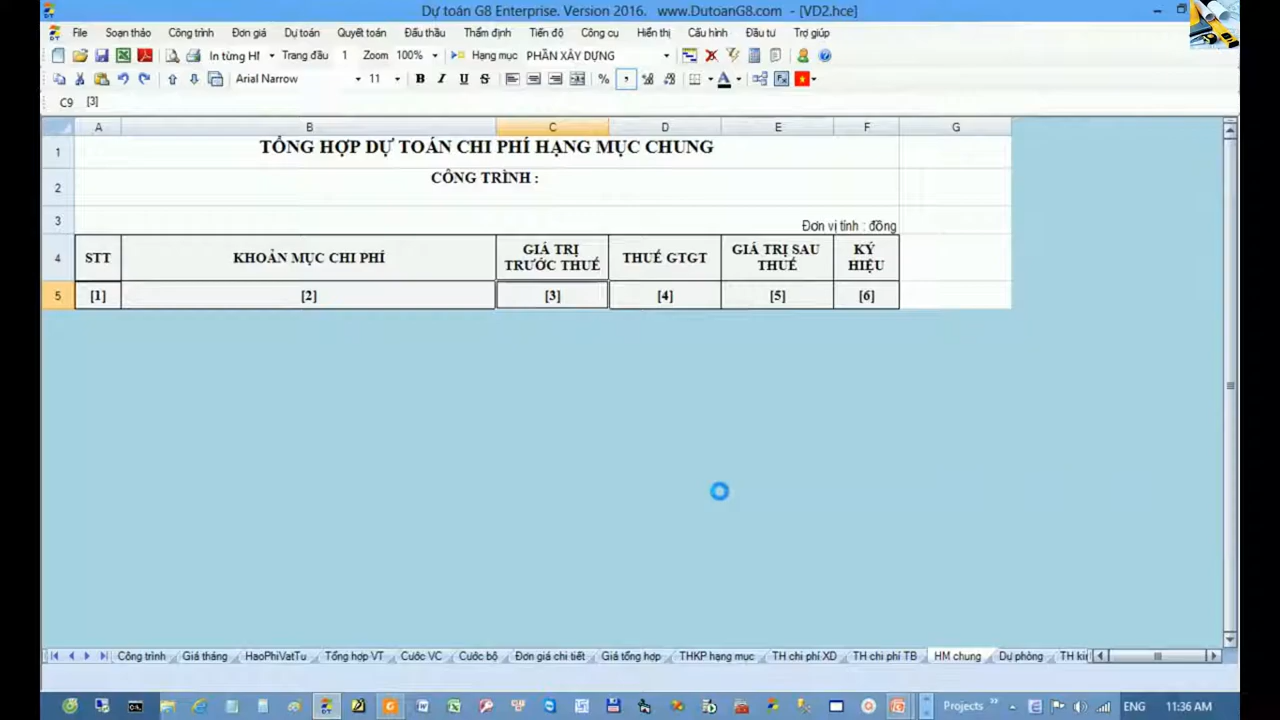 Dự toán G8 Enterprise. Version 2016. www.DutoanG8.com - [VD2.hce]
File Soạn thảo Công trình Đơn giá Dự toán Quyết toán Đấu thầu Thẩm định Tiến độ Công cụ Hiển thị Cấu hình Đầu tư Trợ giúp
In từng HI Trang đầu 1 Zoom 100% Hạng mục PHẦN XÂY DỰNG
Arial Narrow 11 B I U S % ,
C9 [3]
A B C D E F G
1 TỔNG HỢP DỰ TOÁN CHI PHÍ HẠNG MỤC CHUNG
2 CÔNG TRÌNH :
3 Đơn vị tính : đồng
4 STT KHOẢN MỤC CHI PHÍ GIÁ TRỊ TRƯỚC THUẾ THUẾ GTGT GIÁ TRỊ SAU THUẾ KÝ HIỆU
5 [1] [2] [3] [4] [5] [6]
Công trình Giá tháng HaoPhiVatTu Tổng hợp VT Cước VC Cước bộ Đơn giá chi tiết Giá tổng hợp THKP hạng mục TH chi phí XD TH chi phí TB HM chung Dự phòng TH kin
Projects ENG 11:36 AM